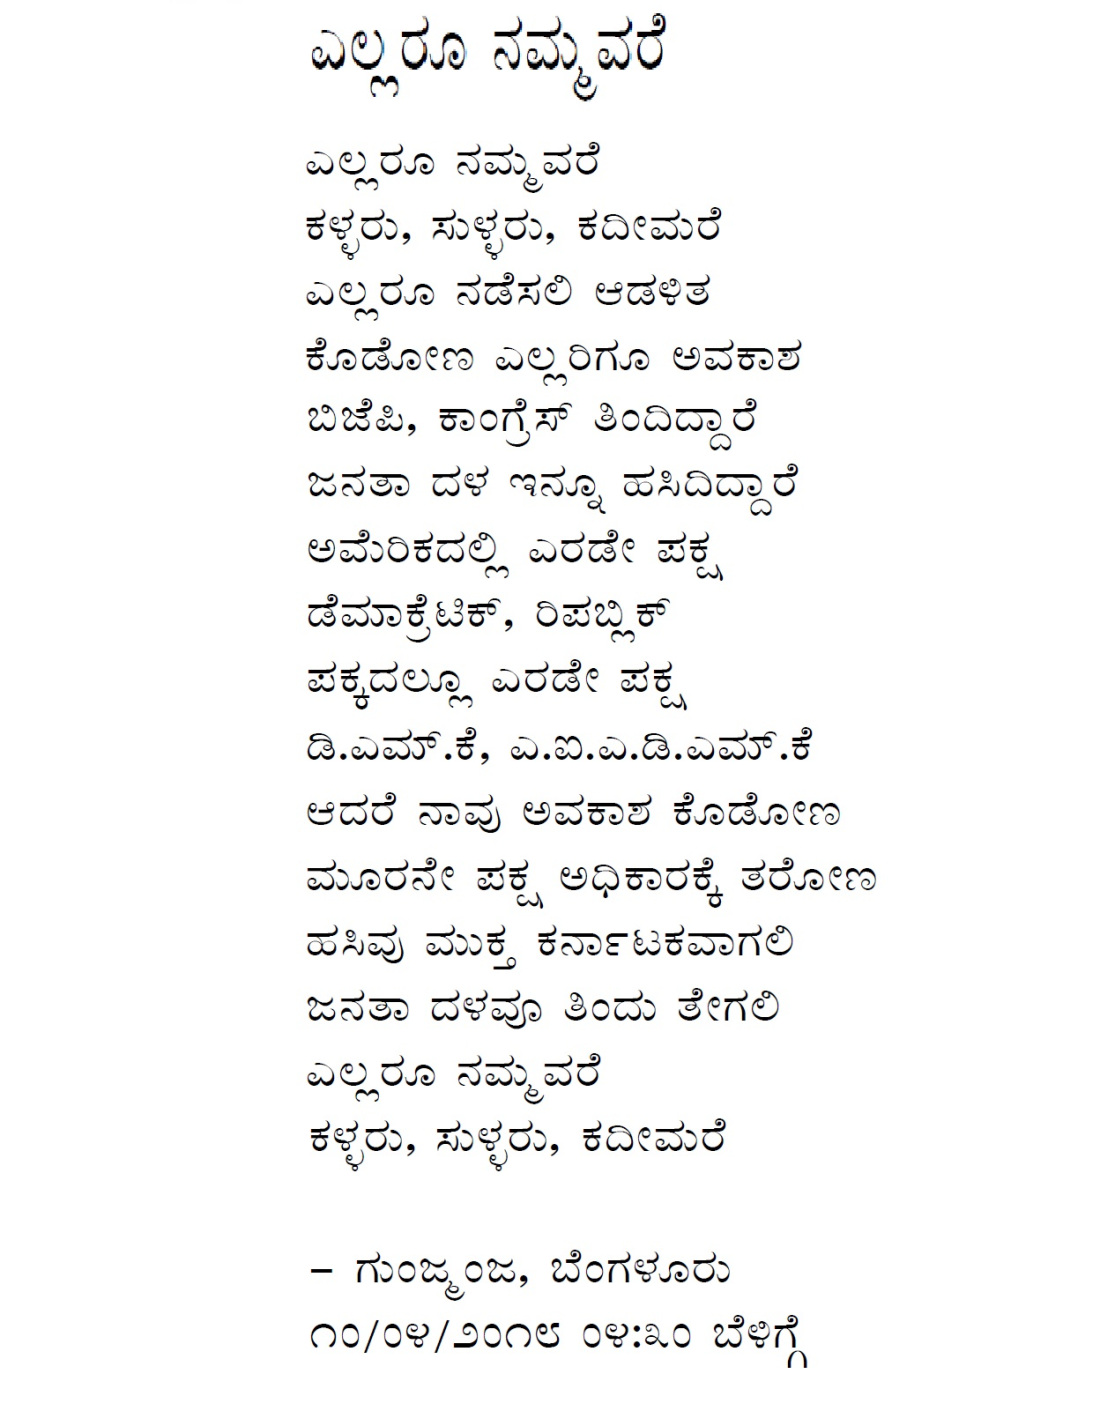 ಎಲ್ಲರೂ ನಮ್ಮವರೆ
ಎಲ್ಲರೂ ನಮ್ಮವರೆ
ಕಳ್ಳರು, ಸುಳ್ಳರು, ಕದೀಮರೆ
ಎಲ್ಲರೂ ನಡೆಸಲಿ ಆಡಳಿತ
ಕೊಡೋಣ ಎಲ್ಲರಿಗೂ ಅವಕಾಶ
ಬಿಜೆಪಿ, ಕಾಂಗ್ರೆಸ್ ತಿಂದಿದ್ದಾರೆ
ಜನತಾ ದಳ ಇನ್ನೂ ಹಸಿದಿದ್ದಾರೆ
ಅಮೆರಿಕದಲ್ಲಿ ಎರಡೇ ಪಕ್ಷ
ಡೆಮಾಕ್ರೆಟಿಕ್, ರಿಪಬ್ಲಿಕ್
ಪಕ್ಕದಲ್ಲೂ ಎರಡೇ ಪಕ್ಷ
ಡಿ.ಎಮ್.ಕೆ, ಎ.ಐ.ಎ.ಡಿ.ಎಮ್.ಕೆ
ಆದರೆ ನಾವು ಅವಕಾಶ ಕೊಡೋಣ
ಮೂರನೇ ಪಕ್ಷ ಅಧಿಕಾರಕ್ಕೆ ತರೋಣ
ಹಸಿವು ಮುಕ್ತ ಕರ್ನಾಟಕವಾಗಲಿ
ಜನತಾ ದಳವೂ ತಿಂದು ತೇಗಲಿ
ಎಲ್ಲರೂ ನಮ್ಮವರೆ
ಕಳ್ಳರು, ಸುಳ್ಳರು, ಕದೀಮರೆ
– ಗುಂಜ್ಮಂಜ, ಬೆಂಗಳೂರು
೧೦/೦೪/೨೦೧೮ ೦೪:೩೦ ಬೆಳಿಗ್ಗೆ